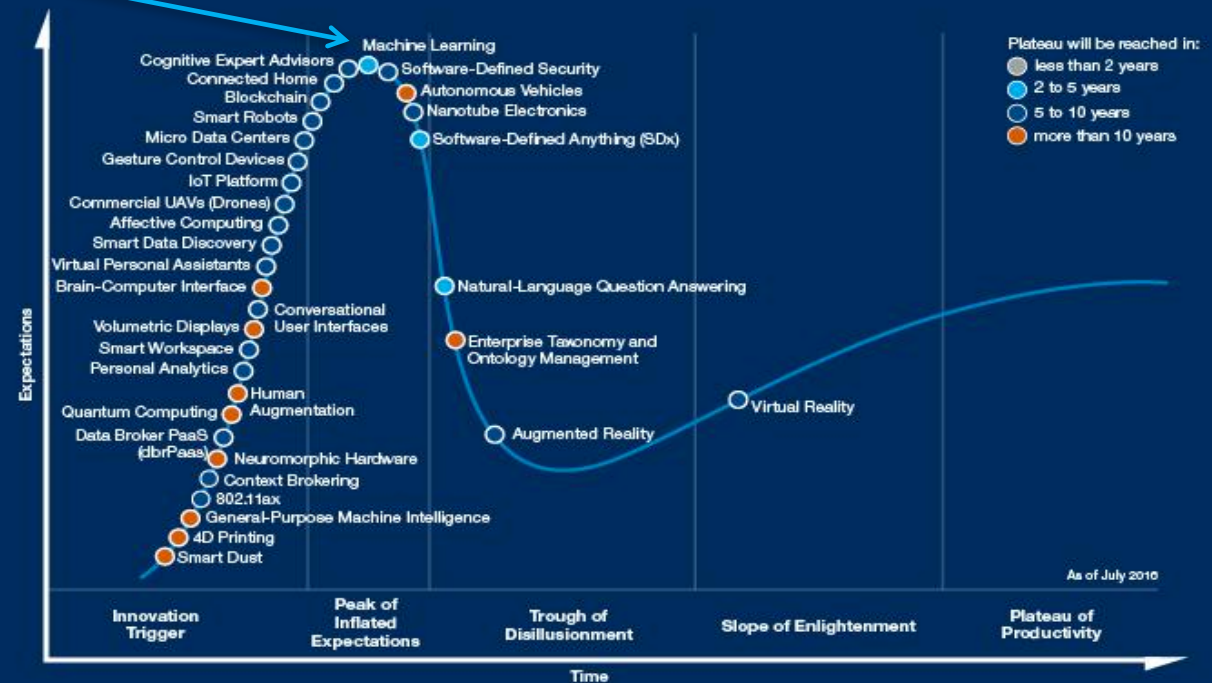 Machine Learning
Cognitive Expert Advisors
Software-Defined Security
Connected Home
Autonomous Vehicles
Blockchain
Nanotube Electronics
Smart Robots
Micro Data Centers
Software-Defined Anything (SDx)
Gesture Control Devices
IoT Platform
Commercial UAVs (Drones)
Affective Computing
Smart Data Discovery
Virtual Personal Assistants
Brain-Computer Interface
Natural-Language Question Answering
Conversational
User Interfaces
Volumetric Displays
Enterprise Taxonomy and
Ontology Management
Smart Workspace
Personal Analytics
Human
Augmentation
Virtual Reality
Quantum Computing
Data Broker PaaS
(dbrPaas)
Augmented Reality
Neuromorphic Hardware
Context Brokering
802.11ax
General-Purpose Machine Intelligence
4D Printing
Smart Dust
Plateau will be reached in:
less than 2 years
2 to 5 years
5 to 10 years
more than 10 years
As of July 2016
Expectations
Innovation
Trigger
Peak of
Inflated
Expectations
Trough of
Disillusionment
Slope of Enlightenment
Plateau of
Productivity
Time